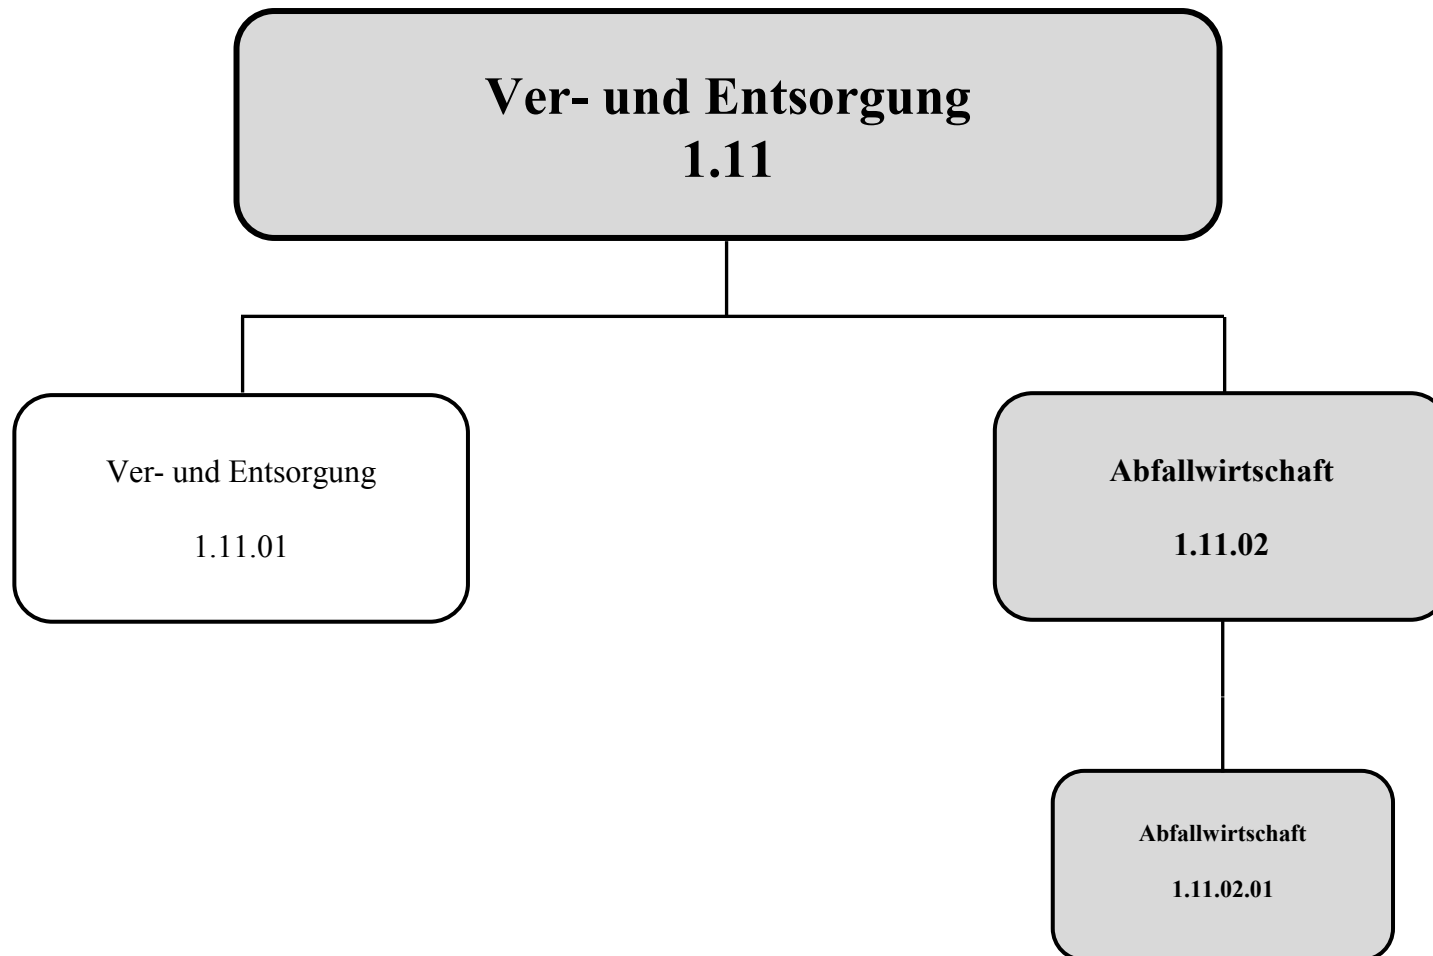 Ver- und Entsorgung
1.11
Ver- und Entsorgung
1.11.01
Abfallwirtschaft
1.11.02
Abfallwirtschaft
1.11.02.01